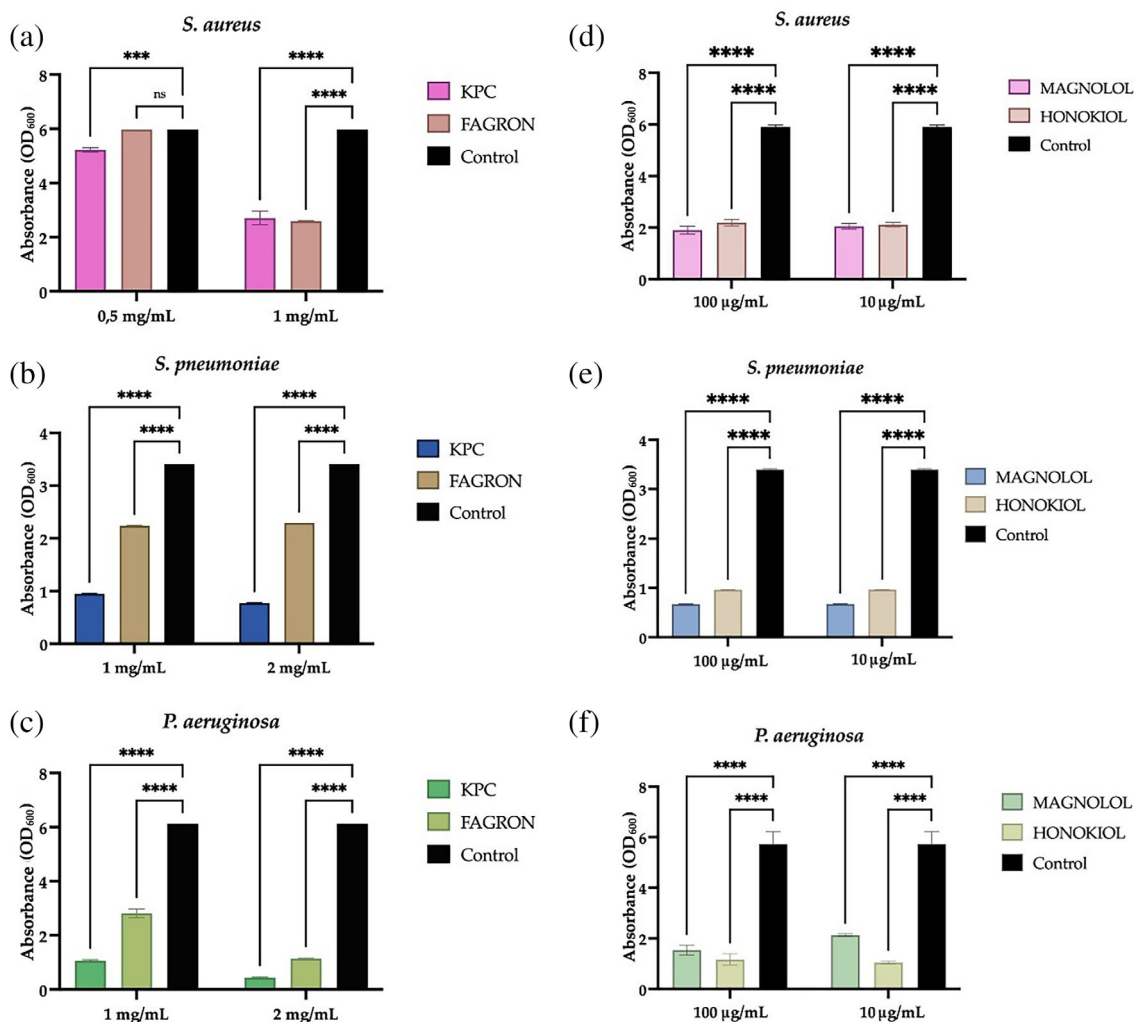 (a)
S. aureus
***
****
ns
****
8
6
4
2
0
Absorbance (OD600)
0,5 mg/mL
1 mg/mL
KPC
FAGRON
Control
(d)
S. aureus
****
****
****
****
8
6
4
2
0
Absorbance (OD600)
100 µg/mL
10 µg/mL
MAGNOLOL
HONOKIOL
Control
(b)
S. pneumoniae
****
****
****
****
4
3
2
1
0
Absorbance (OD600)
1 mg/mL
2 mg/mL
KPC
FAGRON
Control
(e)
S. pneumoniae
****
****
****
****
4
3
2
1
0
Absorbance (OD600)
100 µg/mL
10 µg/mL
MAGNOLOL
HONOKIOL
Control
(c)
P. aeruginosa
****
****
****
****
8
6
4
2
0
Absorbance (OD600)
1 mg/mL
2 mg/mL
KPC
FAGRON
Control
(f)
P. aeruginosa
****
****
****
****
8
6
4
2
0
Absorbance (OD600)
100 µg/mL
10 µg/mL
MAGNOLOL
HONOKIOL
Control